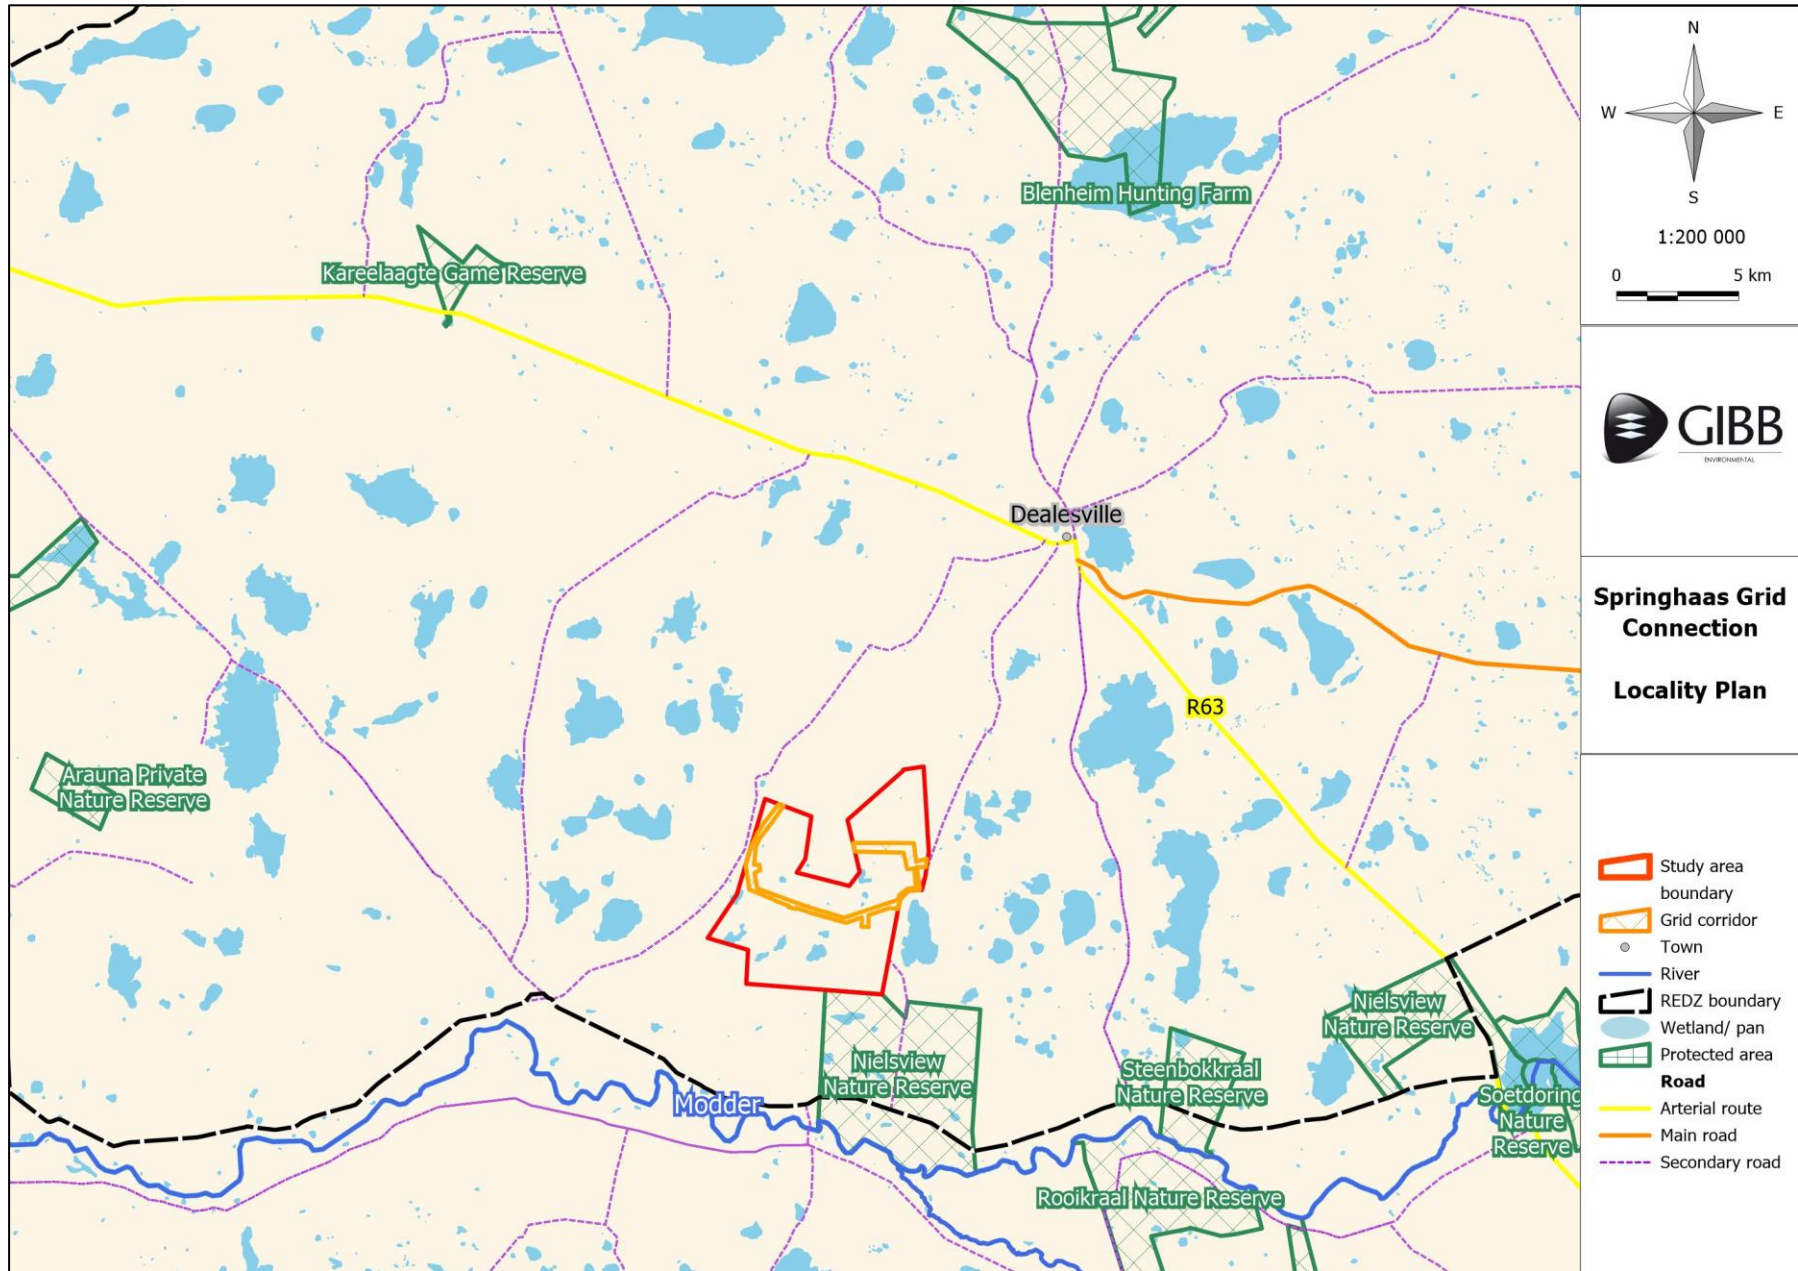 Blenheim Hunting Farm
Kareelaagte Game Reserve
Dealesville
R63
Arauna Private
Nature Reserve
Nielsview
Nature Reserve
Nielsview
Nature Reserve
Steenbokkraal
Nature Reserve
Modder
Soetdoring
Nature
Reserve
Rooikraal Nature Reserve
N
W
E
S
1:200 000
0
5 km
GIBB
ENVIRONMENTAL
Springhaas Grid
Connection
Locality Plan
Study area
boundary
Grid corridor
Town
River
REDZ boundary
Wetland/ pan
Protected area
Road
Arterial route
Main road
Secondary road